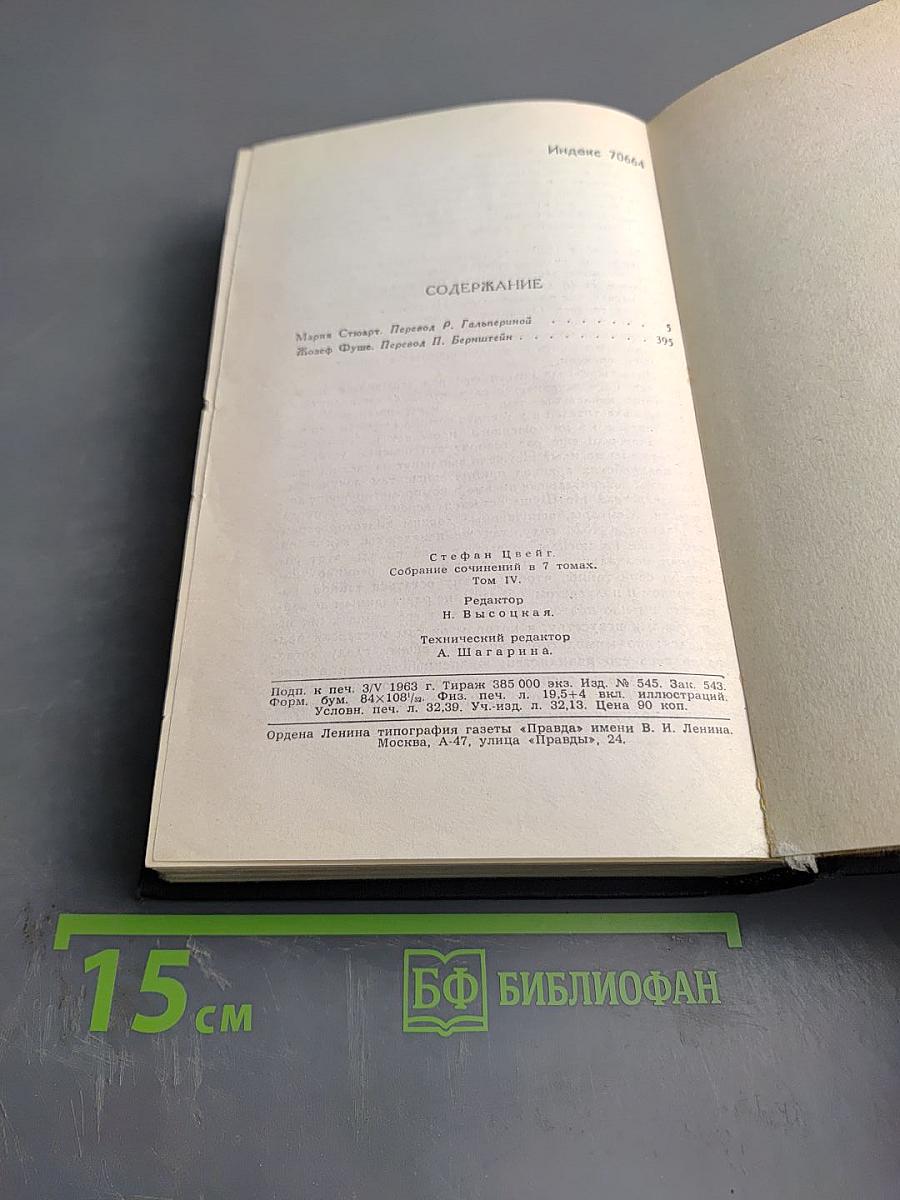 Индекс 70664
СОДЕРЖАНИЕ
Мария Стюарт. Перевод Р. Гальпериной . . . . . . . 5
Жозеф Фуше. Перевод П. Бернштейн . . . . . . . . . 395
Стефан Цвейг.
Собрание сочинений в 7 томах.
Том IV.
Редактор
Н. Высоцкая.
Технический редактор
А. Шагарина.
Подп. к печ. 3/V 1963 г. Тираж 385 000 экз. Изд. № 545. Зак. 543.
Форм. бум. 84×108¹/₃₂. Физ. печ. л. 19,5+4 вкл. иллюстраций.
Условн. печ. л. 32,39. Уч.-изд. л. 32,13. Цена 90 коп.
Ордена Ленина типография газеты «Правда» имени В. И. Ленина.
Москва, А-47, улица «Правды», 24.
15 см
БФ БИБЛИОФАН